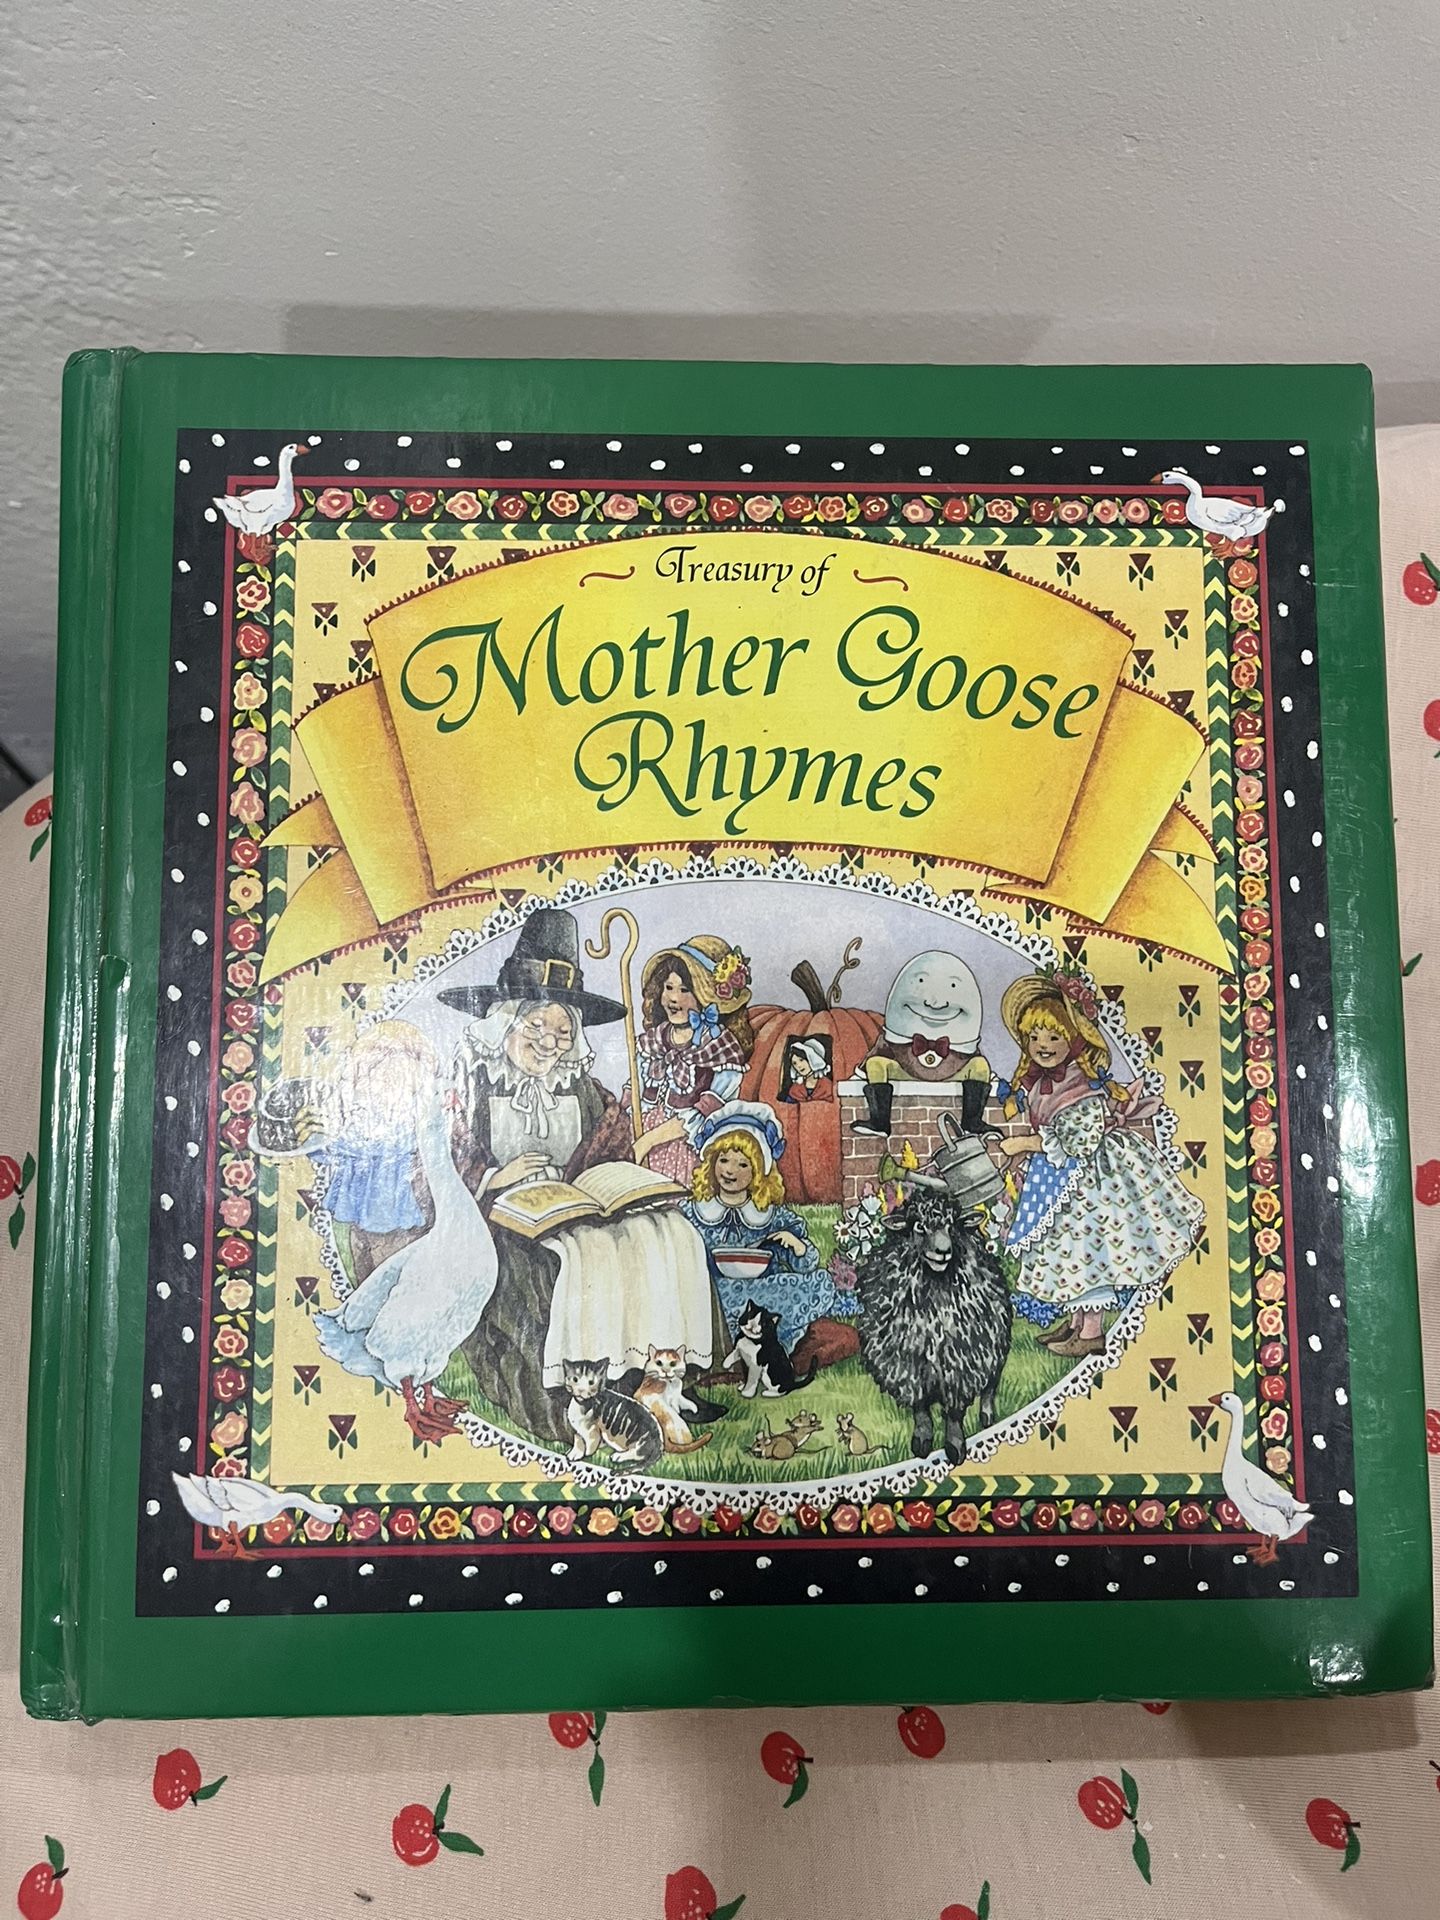 Treasury of
Mother Goose
Rhymes